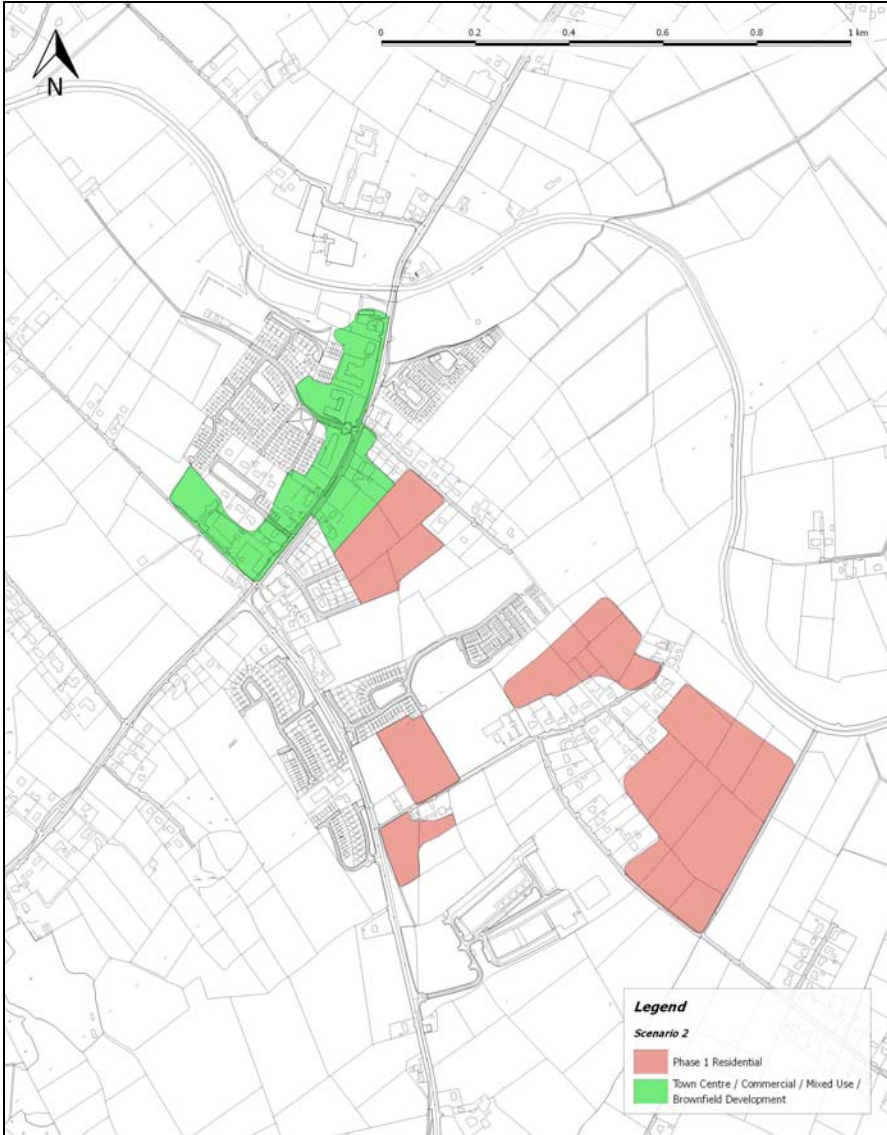 N
0 0.2 0.4 0.6 0.8 1 km
Legend
Scenario 2
Phase 1 Residential
Town Centre / Commercial / Mixed Use /
Brownfield Development